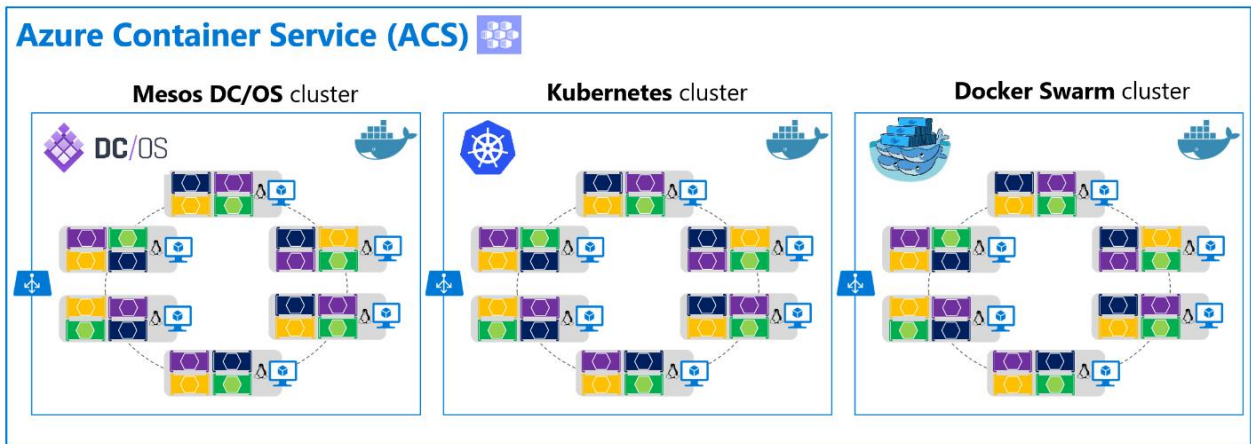 Azure Container Service (ACS)
Mesos DC/OS cluster
Kubernetes cluster
Docker Swarm cluster
DC/OS